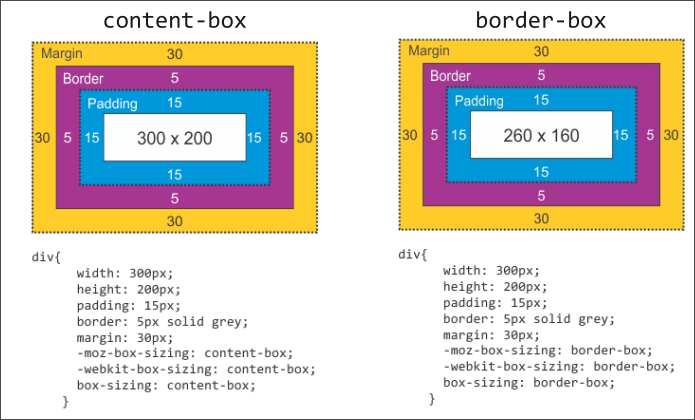 content-box
Margin 30
Border 5
Padding 15
30 5 15 300 x 200 15 5 30
15
5
30
div{
width: 300px;
height: 200px;
padding: 15px;
border: 5px solid grey;
margin: 30px;
-moz-box-sizing: content-box;
-webkit-box-sizing: content-box;
box-sizing: content-box;
}
border-box
Margin 30
Border 5
Padding 15
30 5 15 260 x 160 15 5 30
15
5
30
div{
width: 300px;
height: 200px;
padding: 15px;
border: 5px solid grey;
margin: 30px;
-moz-box-sizing: border-box;
-webkit-box-sizing: border-box;
box-sizing: border-box;
}